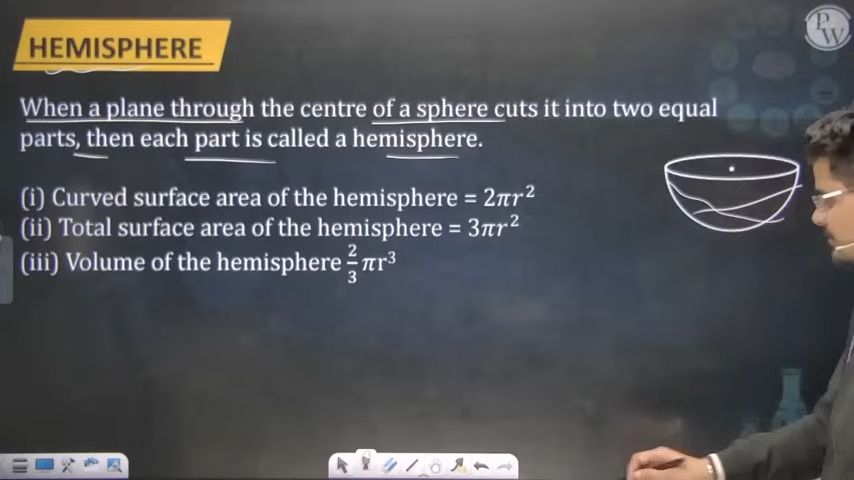 PW
HEMISPHERE
When a plane through the centre of a sphere cuts it into two equal
parts, then each part is called a hemisphere.
(i) Curved surface area of the hemisphere = 2πr²
(ii) Total surface area of the hemisphere = 3πr²
(iii) Volume of the hemisphere 2/3 πr³